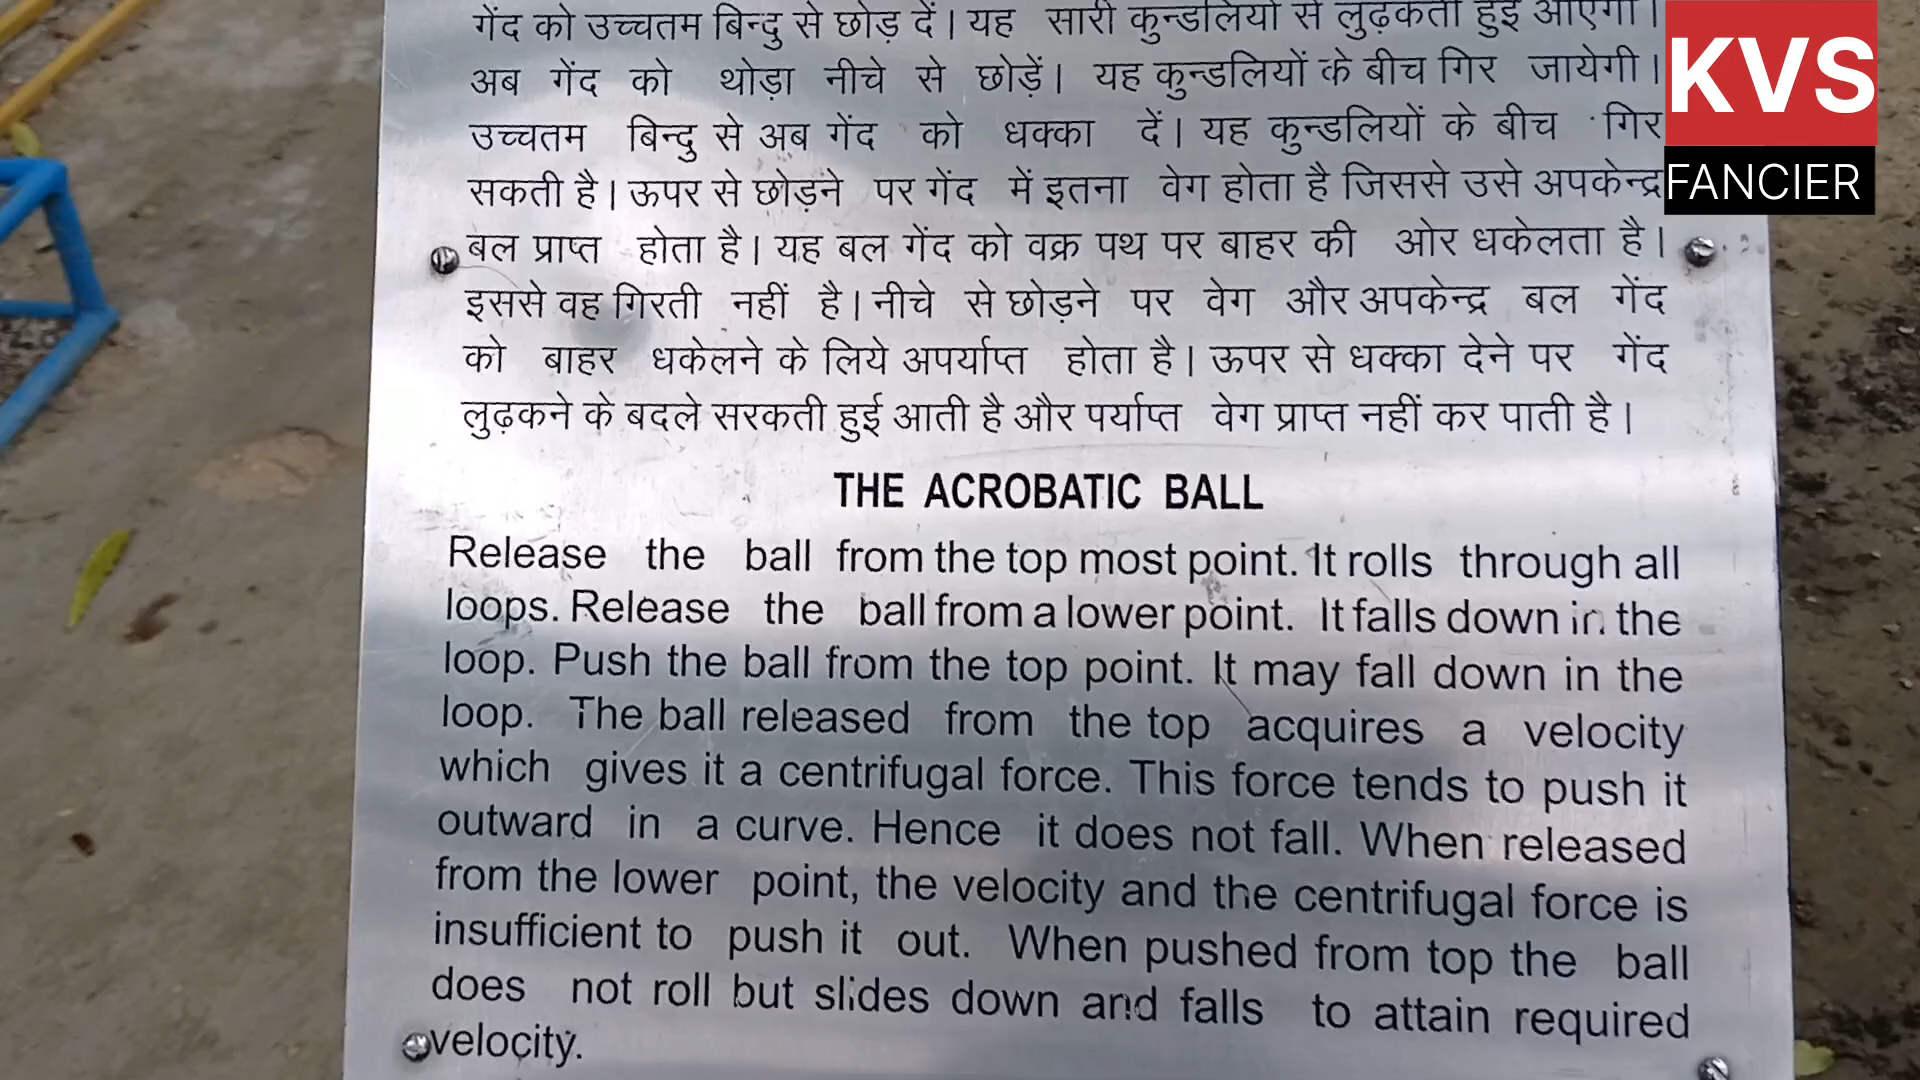 गेंद को उच्चतम बिन्दु से छोड़ दें। यह सारी कुन्डलियों से लुढ़कती हुई आएगी।
अब गेंद को थोड़ा नीचे से छोड़ें। यह कुन्डलियों के बीच गिर जायेगी।
उच्चतम बिन्दु से अब गेंद को धक्का दें। यह कुन्डलियों के बीच गिर
सकती है। ऊपर से छोड़ने पर गेंद में इतना वेग होता है जिससे उसे अपकेन्द्र
बल प्राप्त होता है। यह बल गेंद को वक्र पथ पर बाहर की ओर धकेलता है।
इससे वह गिरती नहीं है। नीचे से छोड़ने पर वेग और अपकेन्द्र बल गेंद
को बाहर धकेलने के लिये अपर्याप्त होता है। ऊपर से धक्का देने पर गेंद
लुढ़कने के बदले सरकती हुई आती है और पर्याप्त वेग प्राप्त नहीं कर पाती है।
THE ACROBATIC BALL
Release the ball from the top most point. It rolls through all
loops. Release the ball from a lower point. It falls down in the
loop. Push the ball from the top point. It may fall down in the
loop. The ball released from the top acquires a velocity
which gives it a centrifugal force. This force tends to push it
outward in a curve. Hence it does not fall. When released
from the lower point, the velocity and the centrifugal force is
insufficient to push it out. When pushed from top the ball
does not roll but slides down and falls to attain required
velocity.
KVS
FANCIER